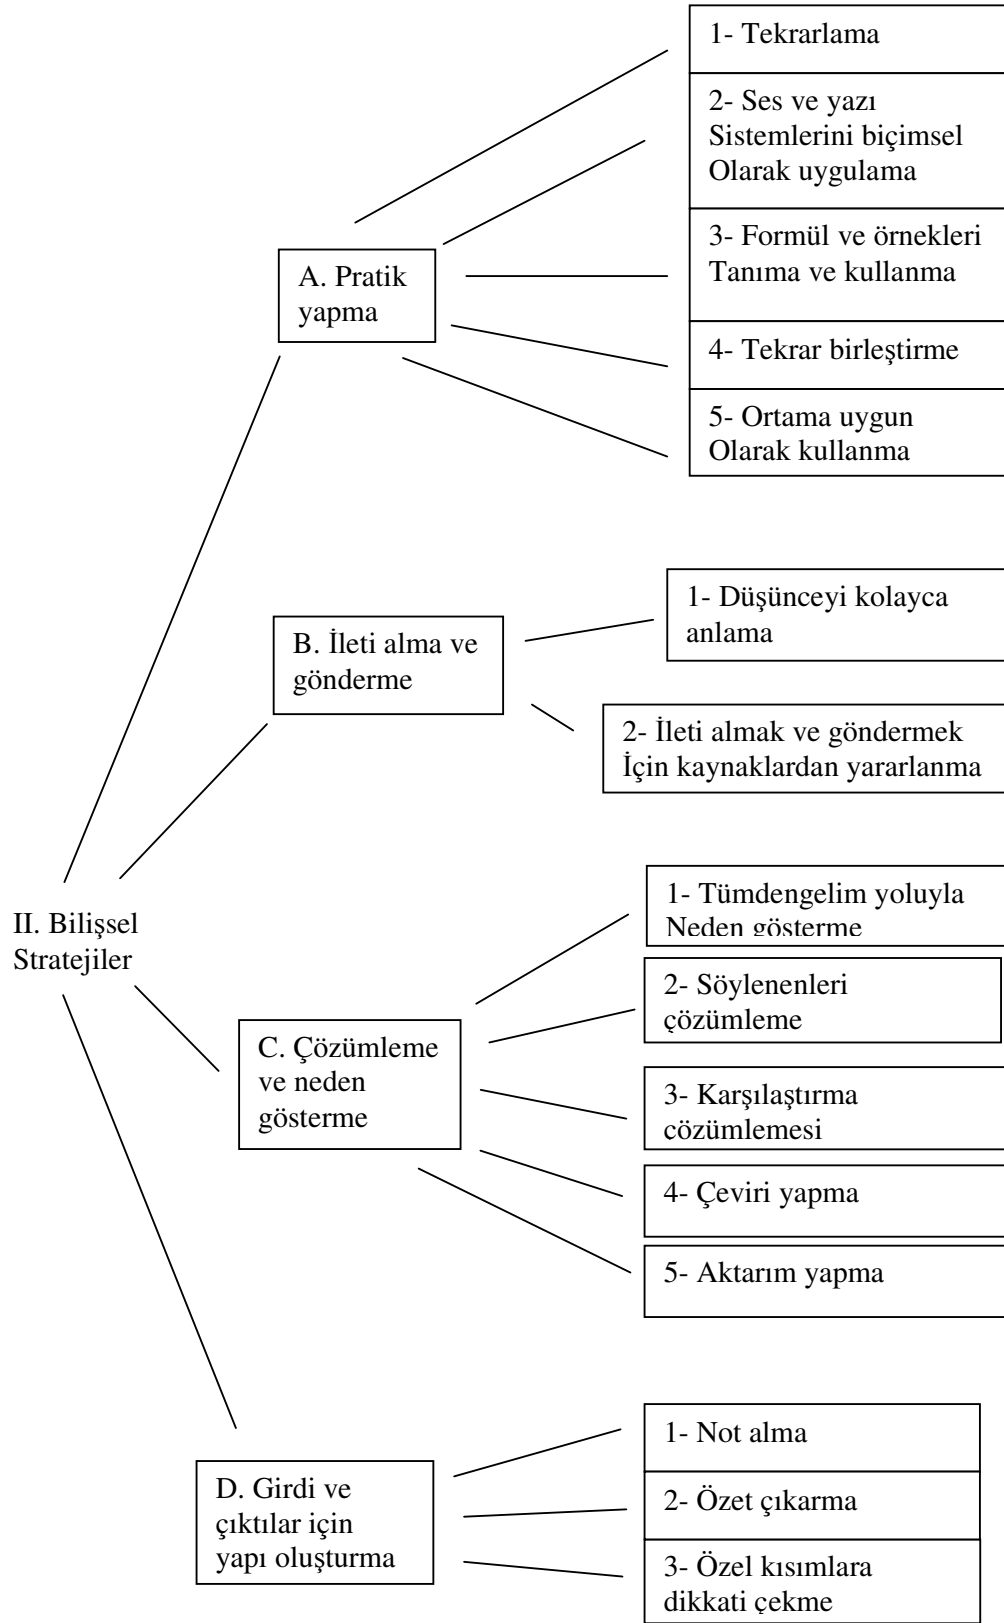 1- Tekrarlama
2- Ses ve yazı
Sistemlerini biçimsel
Olarak uygulama
A. Pratik
yapma
3- Formül ve örnekleri
Tanıma ve kullanma
4- Tekrar birleştirme
5- Ortama uygun
Olarak kullanma
B. İleti alma ve
gönderme
1- Düşünceyi kolayca
anlama
2- İleti almak ve göndermek
İçin kaynaklardan yararlanma
II. Bilişsel
Stratejiler
C. Çözümleme
ve neden
gösterme
1- Tümdengelim yoluyla
Neden gösterme
2- Söylenenleri
çözümleme
3- Karşılaştırma
çözümlemesi
4- Çeviri yapma
5- Aktarım yapma
D. Girdi ve
çıktılar için
yapı oluşturma
1- Not alma
2- Özet çıkarma
3- Özel kısımlara
dikkati çekme